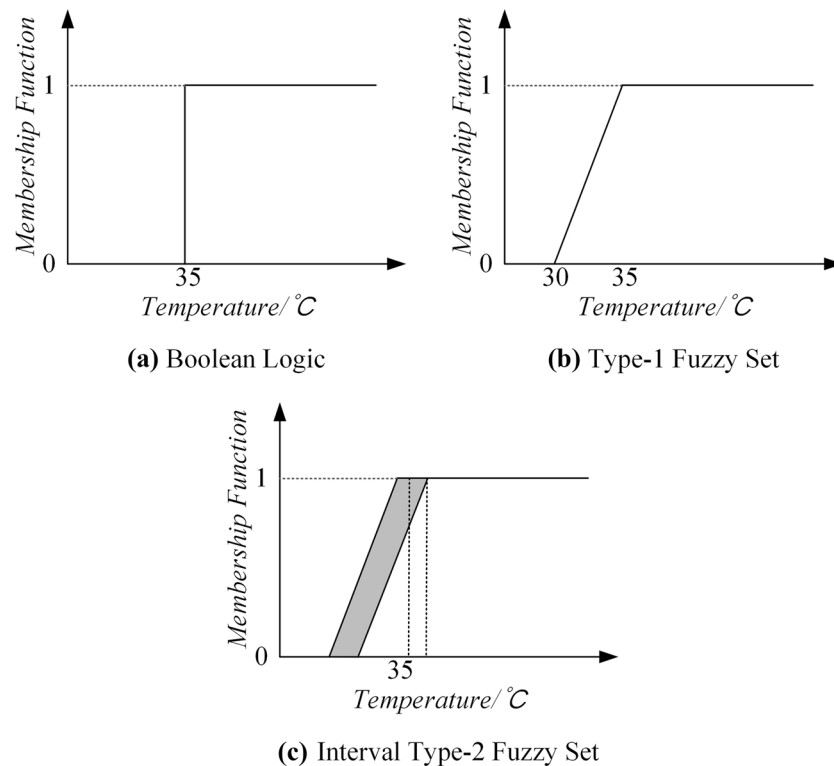 Membership Function
1
0
35
Temperature/℃
(a) Boolean Logic
Membership Function
1
0
30 35
Temperature/℃
(b) Type-1 Fuzzy Set
Membership Function
1
0
35
Temperature/℃
(c) Interval Type-2 Fuzzy Set